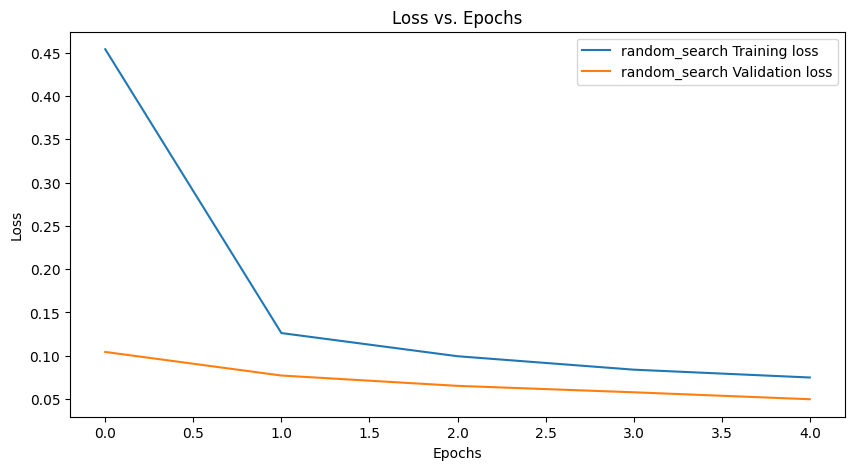 Loss vs. Epochs
random_search Training loss
random_search Validation loss
Loss
0.45
0.40
0.35
0.30
0.25
0.20
0.15
0.10
0.05
0.0 0.5 1.0 1.5 2.0 2.5 3.0 3.5 4.0
Epochs